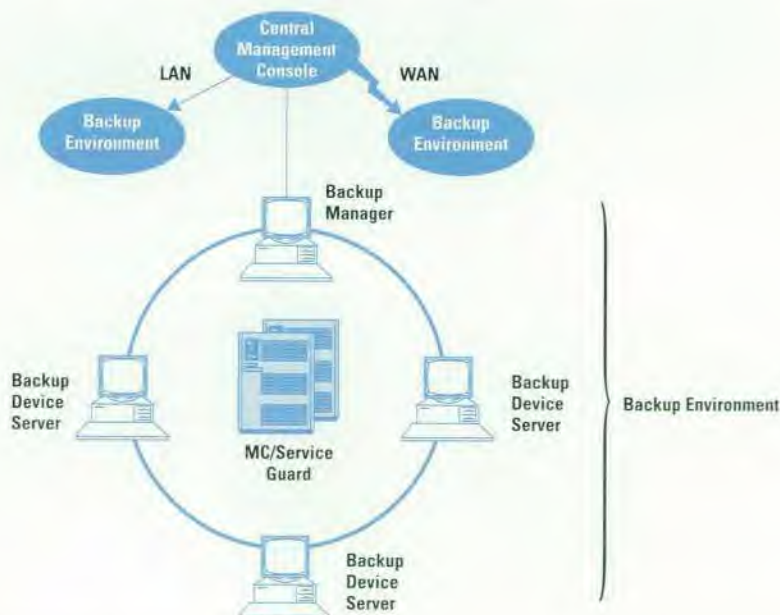 Central
Management
Console
LAN
WAN
Backup
Environment
Backup
Environment
Backup
Manager
Backup
Device
Server
Backup
Device
Server
Backup Environment
MC/Service
Guard
Backup
Device
Server